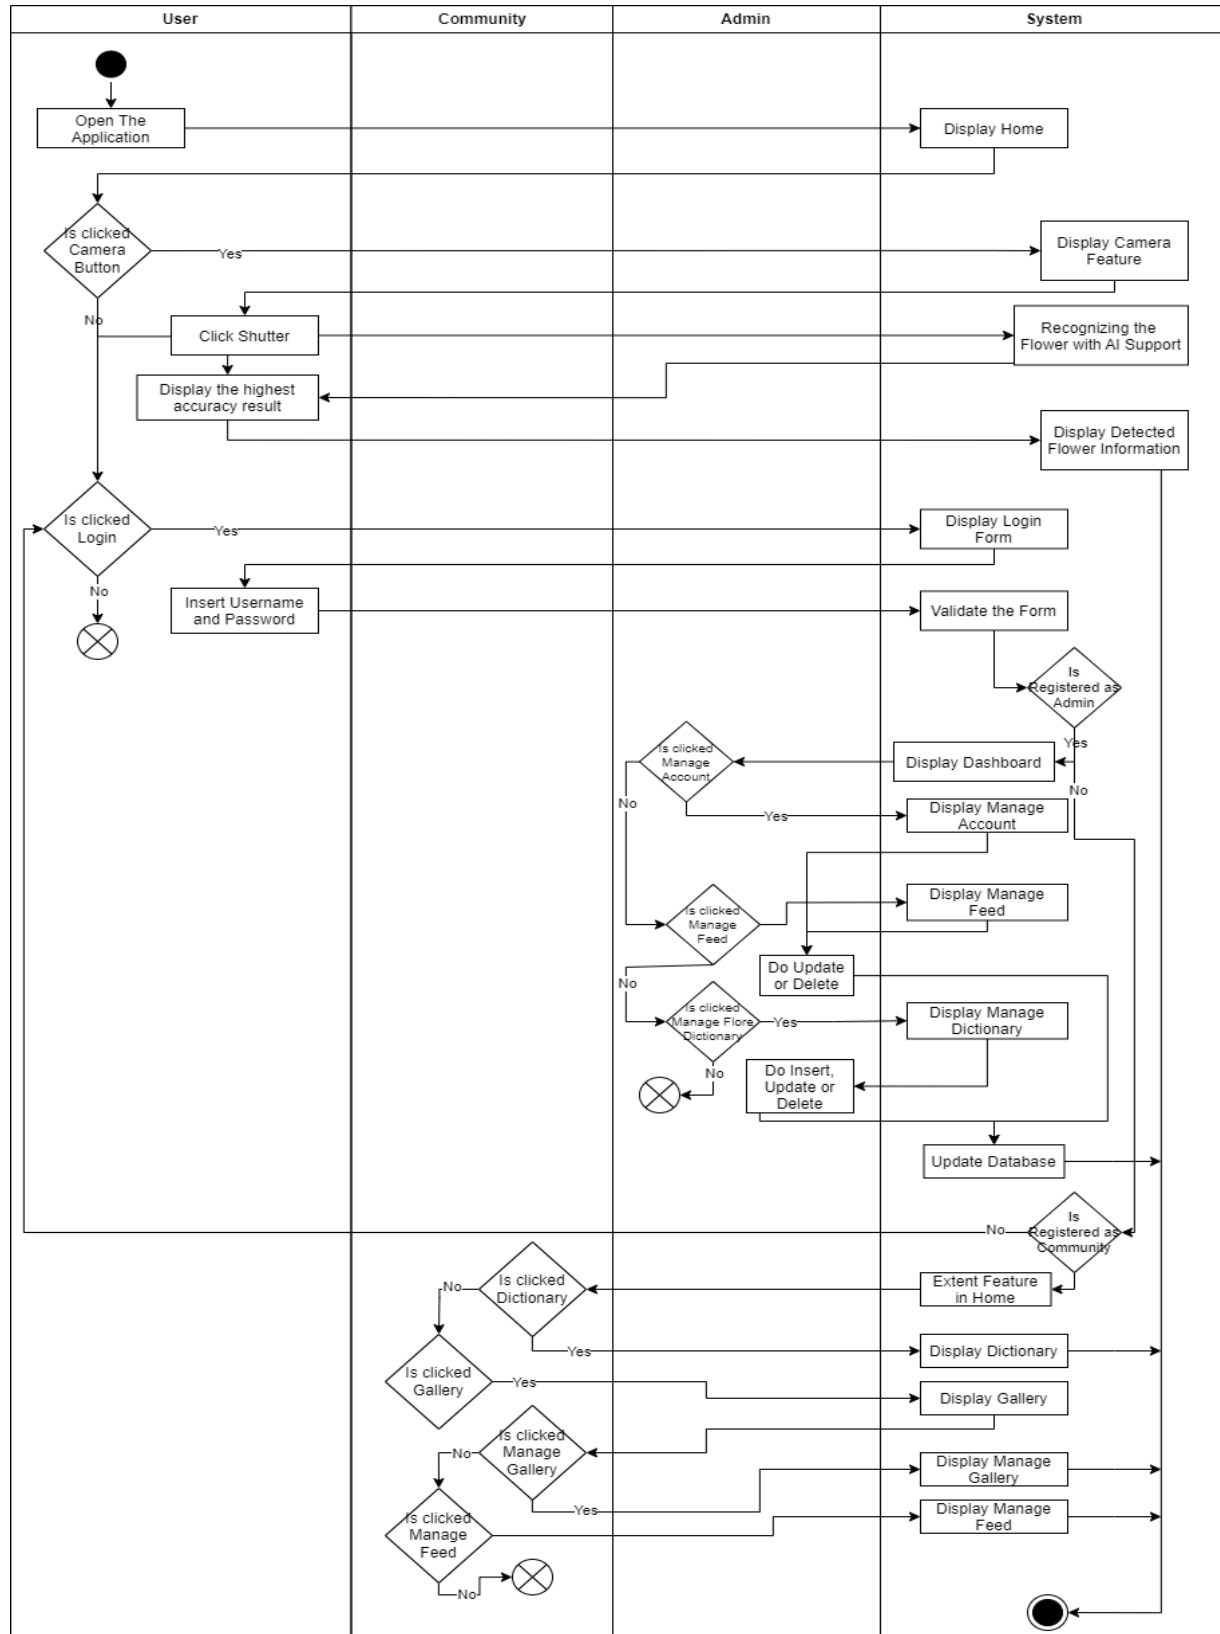 User
Community
Admin
System
Open The
Application
Display Home
Is clicked
Camera
Button
Yes
Display Camera
Feature
No
Click Shutter
Recognizing the
Flower with AI Support
Display the highest
accuracy result
Display Detected
Flower Information
Is clicked
Login
Yes
Display Login
Form
No
Insert Username
and Password
Validate the Form
Is
Registered as
Admin
Yes
Is clicked
Manage
Account
Display Dashboard
No
No
Yes
Display Manage
Account
Is clicked
Manage
Feed
Display Manage
Feed
Do Update
or Delete
No
Is clicked
Manage Flore
Dictionary
Yes
Display Manage
Dictionary
No
Do Insert,
Update or
Delete
Update Database
Is
Registered as
Community
No
Is clicked
Dictionary
No
Extent Feature
in Home
Yes
Display Dictionary
Is clicked
Gallery
Yes
Display Gallery
Is clicked
Manage
Gallery
No
Display Manage
Gallery
Yes
Is clicked
Manage
Feed
Display Manage
Feed
No